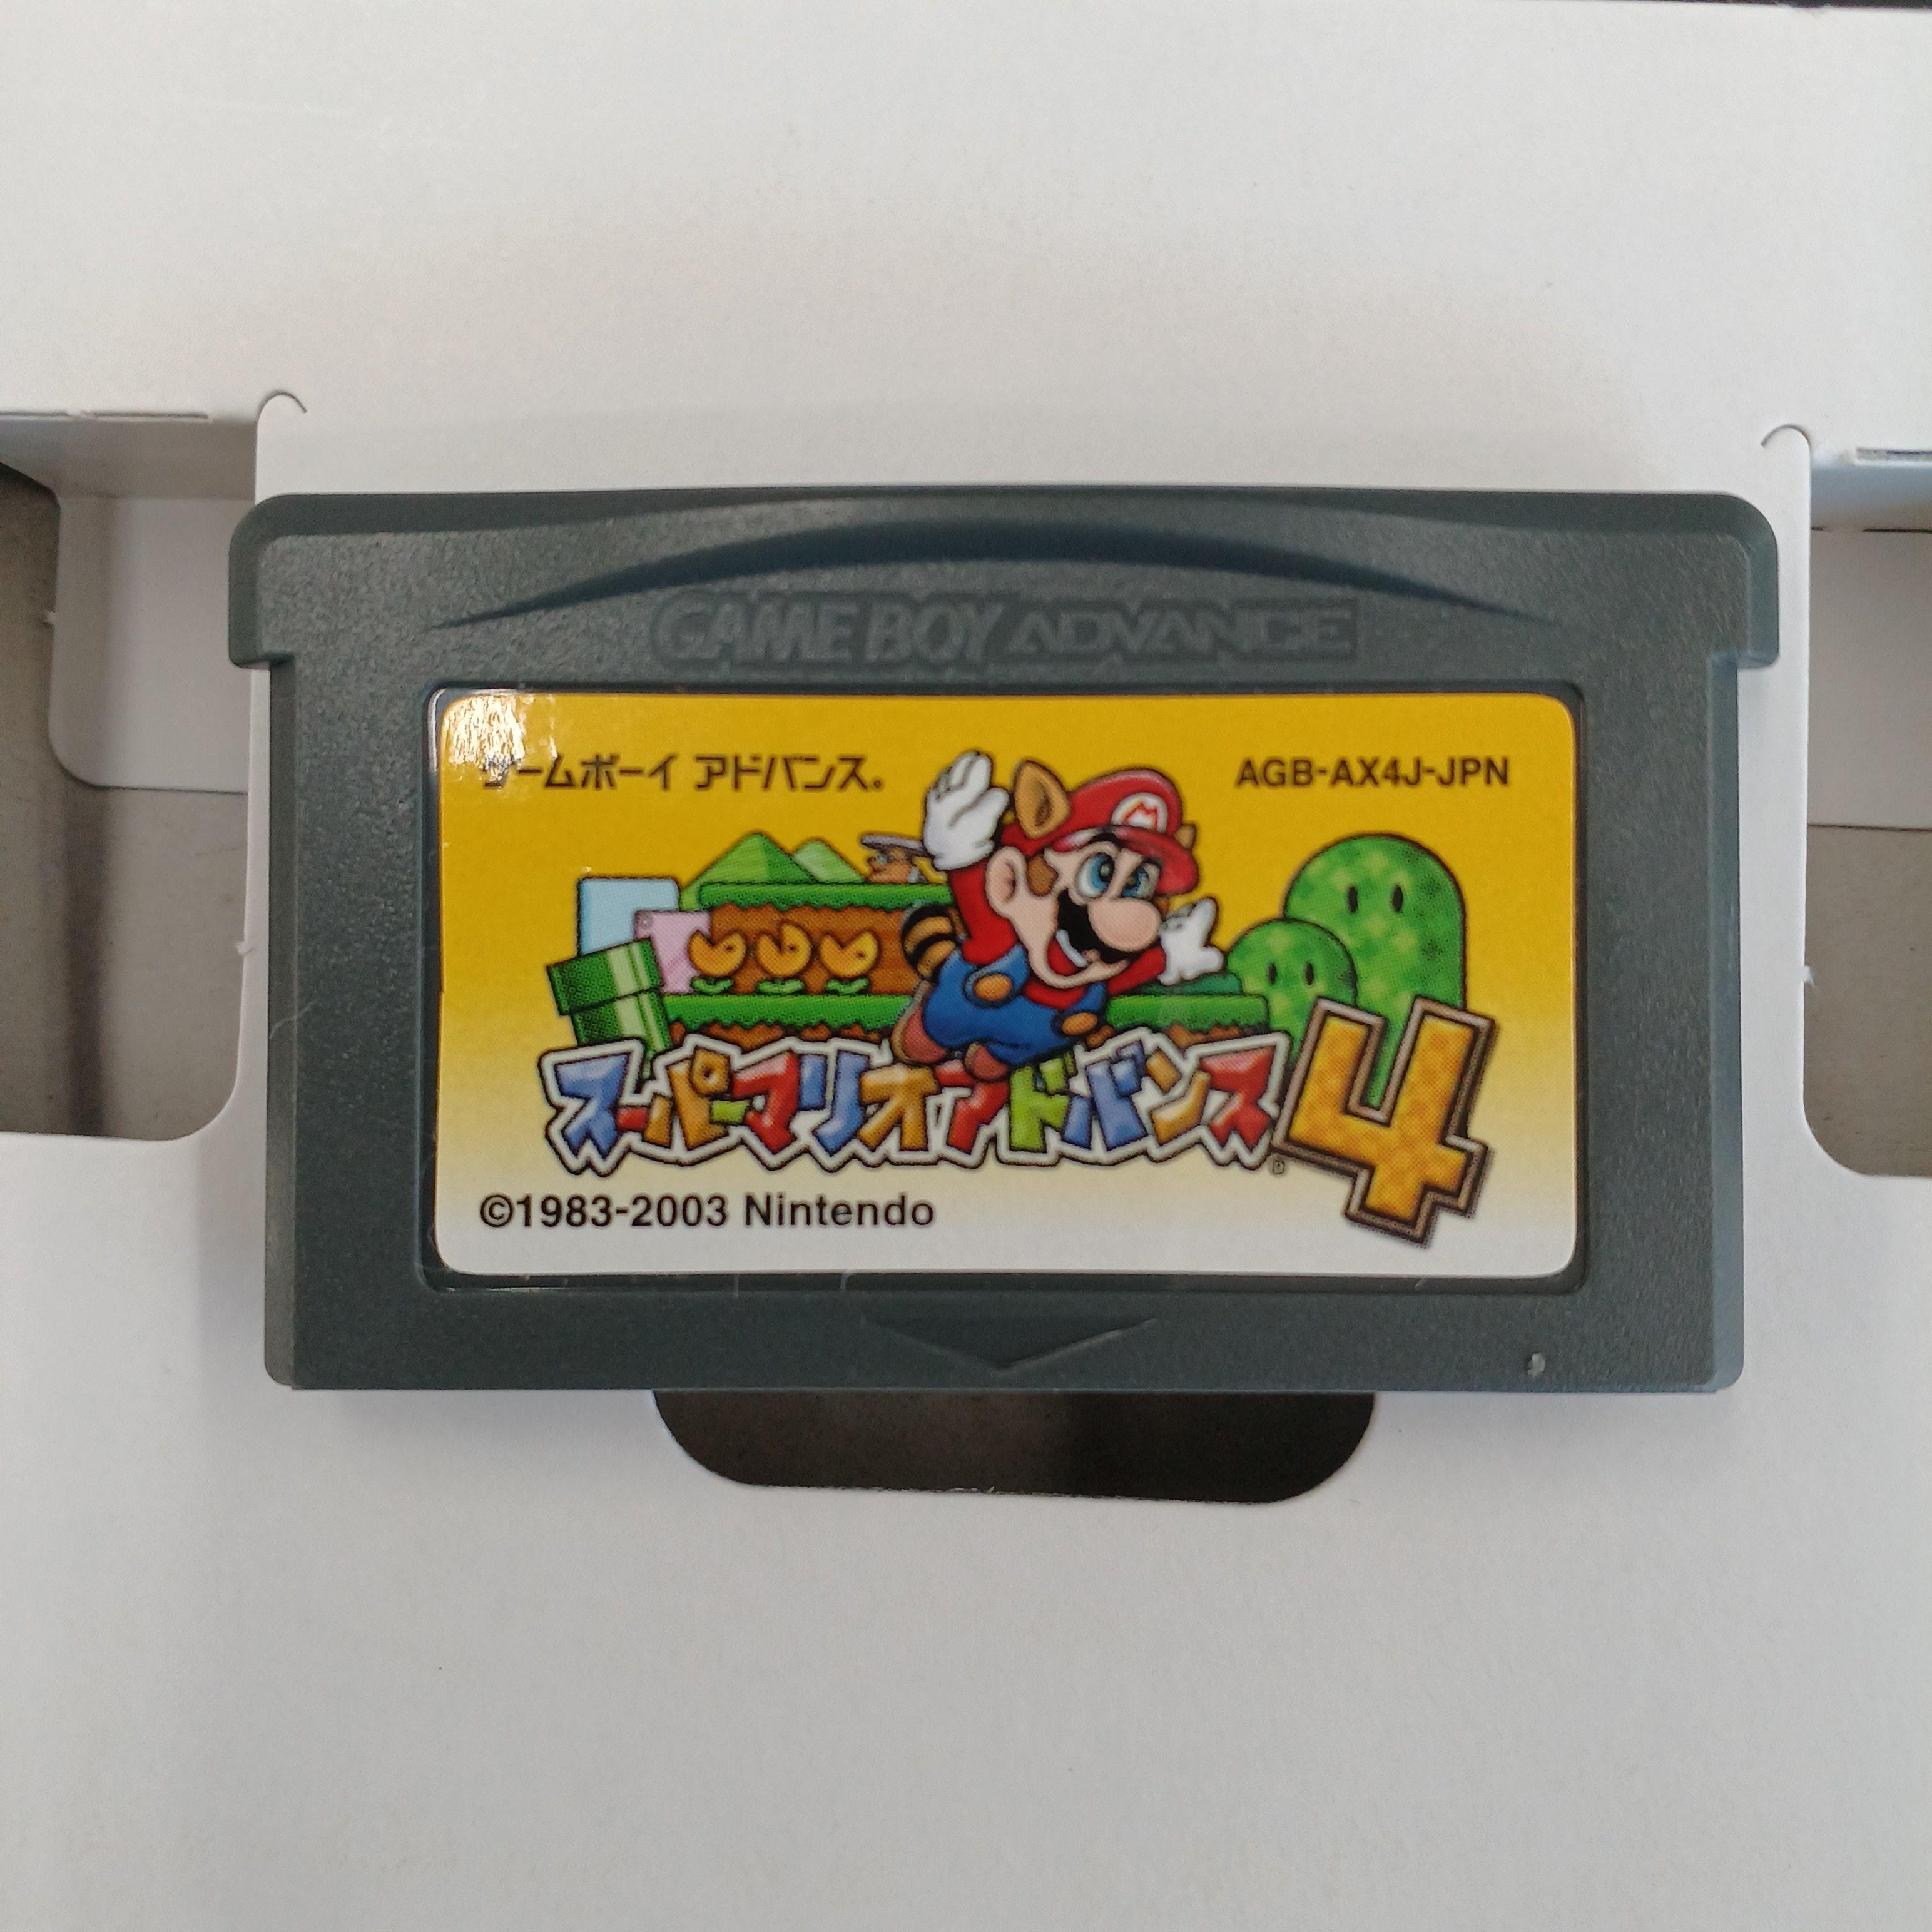 GAME BOY ADVANCE
ゲームボーイ アドバンス® AGB-AX4J-JPN
スーパーマリオアドバンス4
©1983-2003 Nintendo